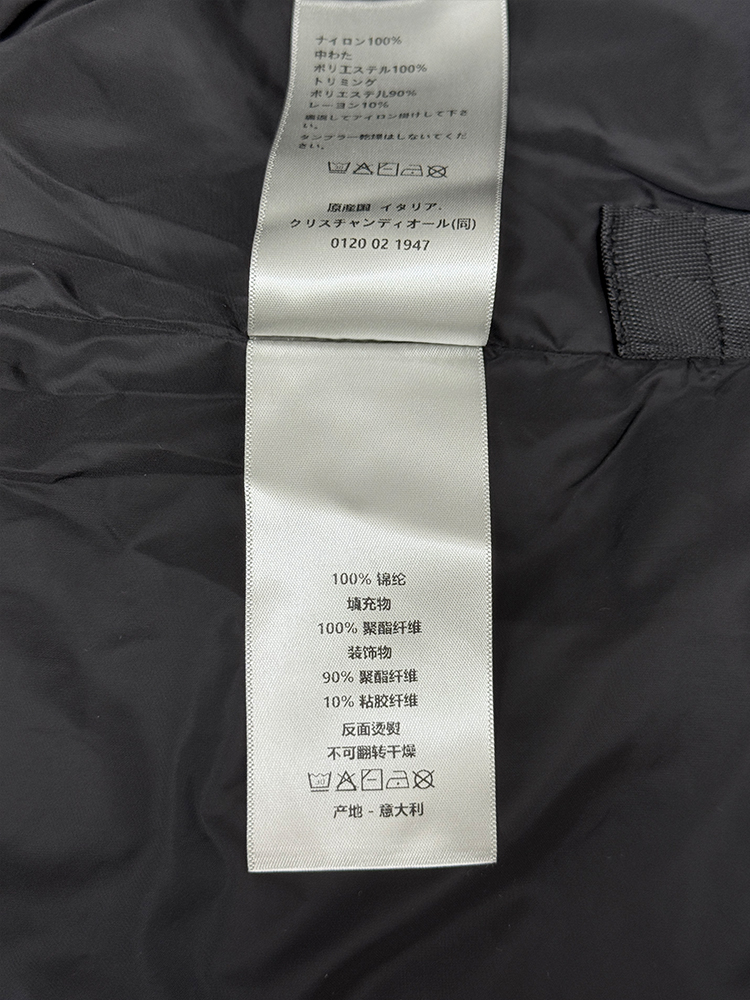 ナイロン100%
中わた
ポリエステル100%
トリミング
ポリエステル90%
レーヨン10%
裏返してアイロン掛けして下さ
い。
タンブラー乾燥はしないでくだ
さい。
原産国 イタリア.
クリスチャンディオール(同)
0120 02 1947
100% 锦纶
填充物
100% 聚酯纤维
装饰物
90% 聚酯纤维
10% 粘胶纤维
反面烫熨
不可翻转干燥
产地 - 意大利